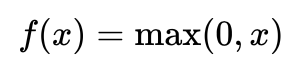 f(x) = max(0, x)